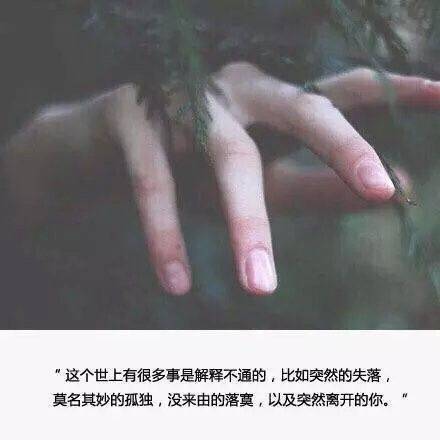 "这个世上有很多事是解释不通的，比如突然的失落，
莫名其妙的孤独，没来由的落寞，以及突然离开的你。"